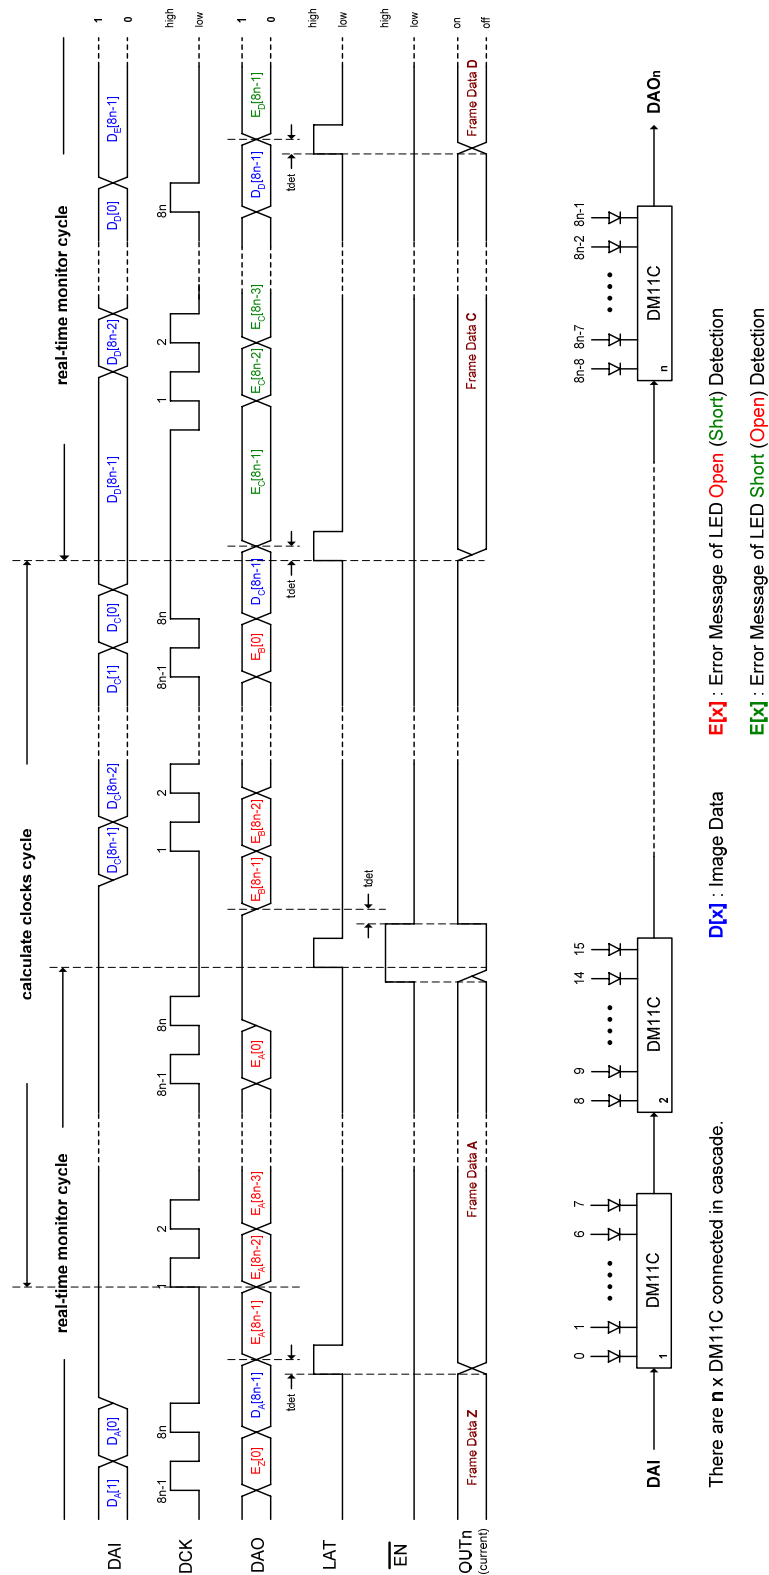 real-time monitor cycle
calculate clocks cycle
real-time monitor cycle
DAI
D_A[1]
D_A[0]
D_C[8n-1]
D_C[8n-2]
D_C[1]
D_C[0]
D_D[8n-1]
D_D[8n-2]
D_D[0]
D_E[8n-1]
1
0
DCK
8n-1
8n
1
2
8n-1
8n
1
2
8n-1
8n
1
2
8n
high
low
DAO
E_Z[0]
D_A[8n-1]
E_A[8n-1]
E_A[8n-2]
E_A[8n-3]
E_A[0]
E_B[8n-1]
E_B[8n-2]
E_B[0]
D_C[8n-1]
E_C[8n-1]
E_C[8n-2]
E_C[8n-3]
D_D[8n-1]
E_D[8n-1]
1
0
tdet
tdet
tdet
tdet
LAT
high
low
EN
high
low
OUTn
(current)
Frame Data Z
Frame Data A
Frame Data C
Frame Data D
on
off
0 1 6 7
8 9 14 15
8n-8 8n-7 8n-2 8n-1
DAI
DM11C
1
DM11C
2
DM11C
n
DAOn
There are n x DM11C connected in cascade.
D[x] : Image Data
E[x] : Error Message of LED Open (Short) Detection
E[x] : Error Message of LED Short (Open) Detection